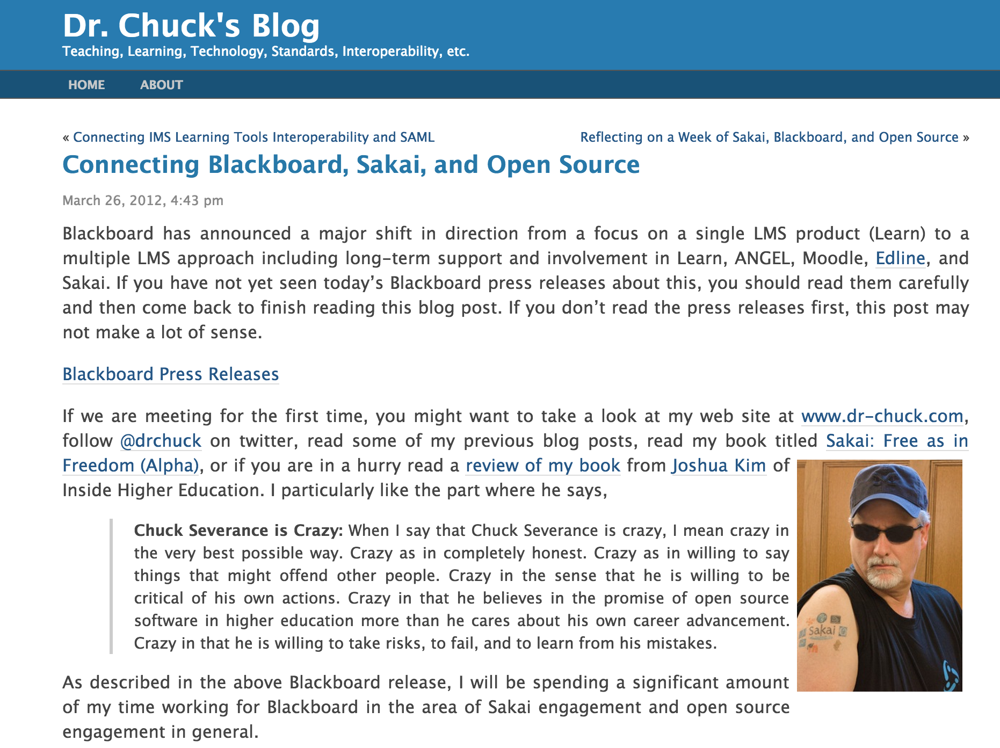 Dr. Chuck's Blog
Teaching, Learning, Technology, Standards, Interoperability, etc.
HOME ABOUT
« Connecting IMS Learning Tools Interoperability and SAML Reflecting on a Week of Sakai, Blackboard, and Open Source »
Connecting Blackboard, Sakai, and Open Source
March 26, 2012, 4:43 pm
Blackboard has announced a major shift in direction from a focus on a single LMS product (Learn) to a
multiple LMS approach including long-term support and involvement in Learn, ANGEL, Moodle, Edline, and
Sakai. If you have not yet seen today’s Blackboard press releases about this, you should read them carefully
and then come back to finish reading this blog post. If you don’t read the press releases first, this post may
not make a lot of sense.
Blackboard Press Releases
If we are meeting for the first time, you might want to take a look at my web site at www.dr-chuck.com,
follow @drchuck on twitter, read some of my previous blog posts, read my book titled Sakai: Free as in
Freedom (Alpha), or if you are in a hurry read a review of my book from Joshua Kim of
Inside Higher Education. I particularly like the part where he says,
Chuck Severance is Crazy: When I say that Chuck Severance is crazy, I mean crazy in
the very best possible way. Crazy as in completely honest. Crazy as in willing to say
things that might offend other people. Crazy in the sense that he is willing to be
critical of his own actions. Crazy in that he believes in the promise of open source
software in higher education more than he cares about his own career advancement.
Crazy in that he is willing to take risks, to fail, and to learn from his mistakes.
Bb
Sakai
As described in the above Blackboard release, I will be spending a significant amount
of my time working for Blackboard in the area of Sakai engagement and open source
engagement in general.